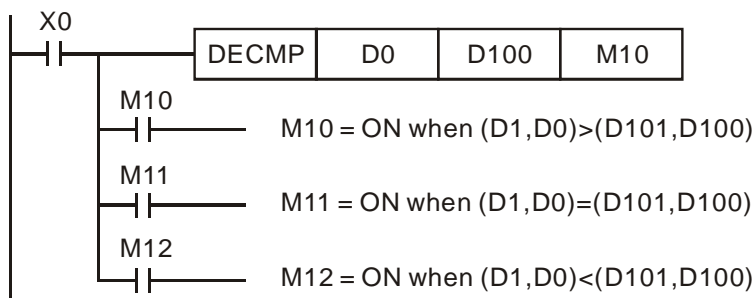 X0
DECMP D0 D100 M10
M10
M10 = ON when (D1,D0)>(D101,D100)
M11
M11 = ON when (D1,D0)=(D101,D100)
M12
M12 = ON when (D1,D0)<(D101,D100)